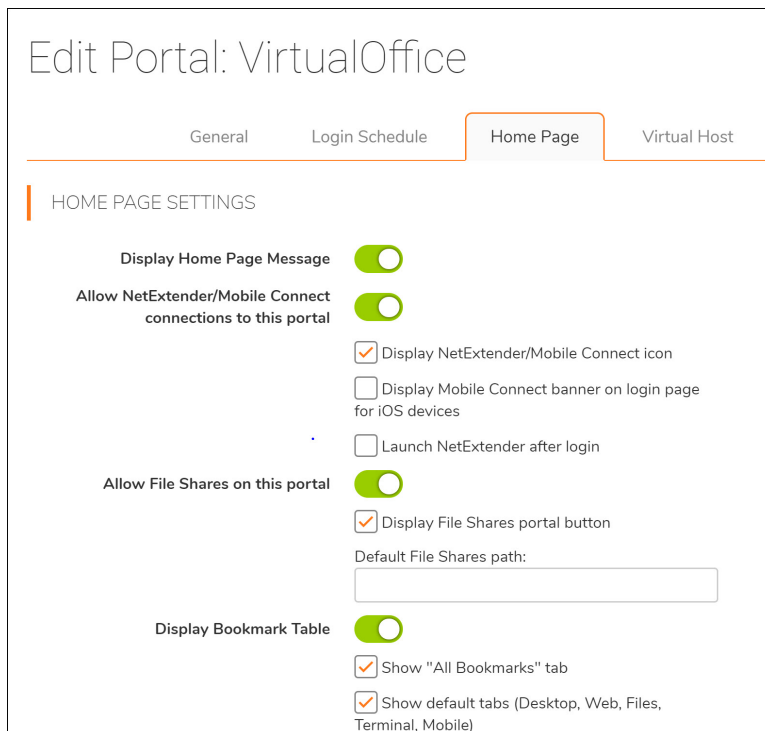 Edit Portal: VirtualOffice
General Login Schedule Home Page Virtual Host
HOME PAGE SETTINGS
Display Home Page Message
Allow NetExtender/Mobile Connect
connections to this portal
Display NetExtender/Mobile Connect icon
Display Mobile Connect banner on login page
for iOS devices
Launch NetExtender after login
Allow File Shares on this portal
Display File Shares portal button
Default File Shares path:
Display Bookmark Table
Show "All Bookmarks" tab
Show default tabs (Desktop, Web, Files,
Terminal, Mobile)